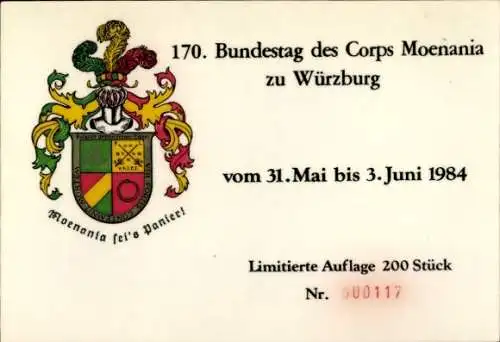 170. Bundestag des Corps Moenania
zu Würzburg
vom 31. Mai bis 3. Juni 1984
Moenania sei's Panier!
Limitierte Auflage 200 Stück
Nr. 000117